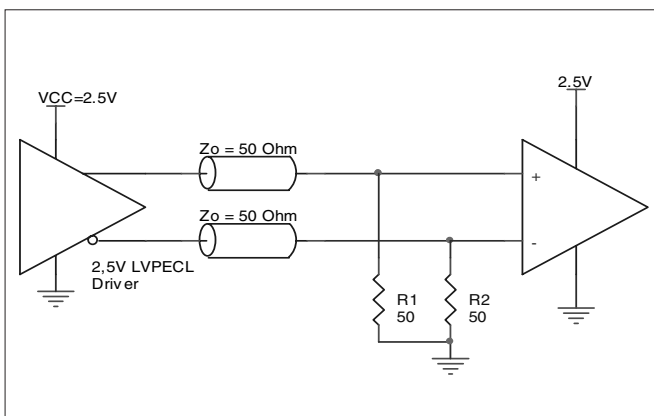 VCC=2.5V
2.5V
Zo = 50 Ohm
+
Zo = 50 Ohm
-
2,5V LVPECL
Driver
R1
50
R2
50